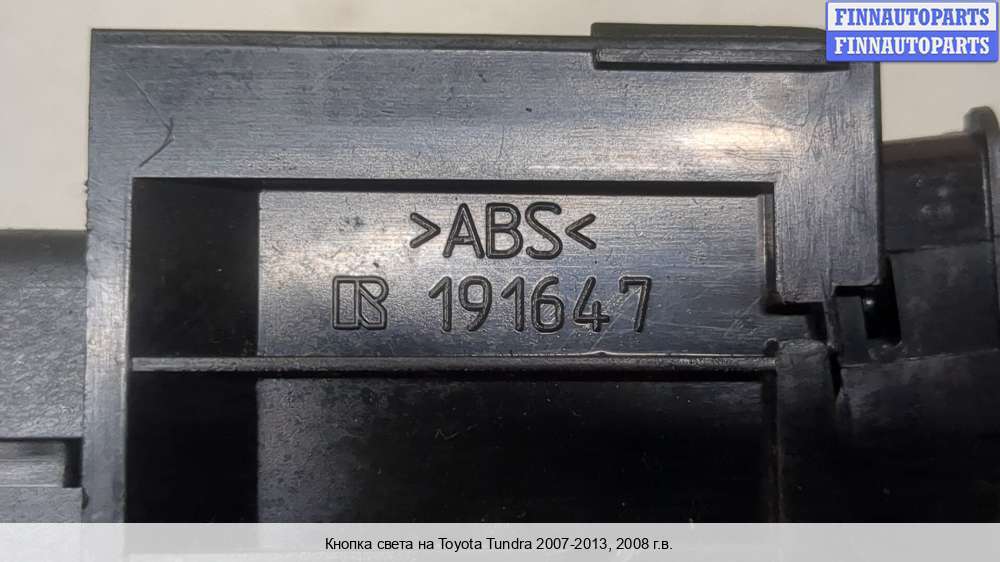 FINNAUTOPARTS
FINNAUTOPARTS
>ABS<
191647
Кнопка света на Toyota Tundra 2007-2013, 2008 г.в.